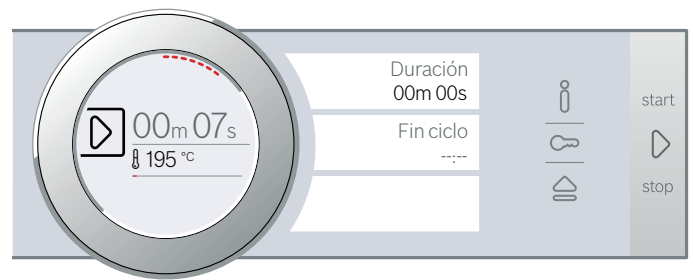 00m 07s
195 °C
Duración
00m 00s
Fin ciclo
--:--
start
stop